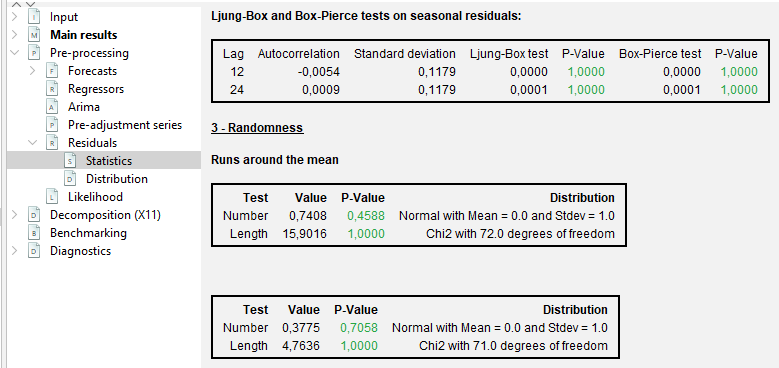 Input
Main results
Pre-processing
Forecasts
Regressors
Arima
Pre-adjustment series
Residuals
Statistics
Distribution
Likelihood
Decomposition (X11)
Benchmarking
Diagnostics
Ljung-Box and Box-Pierce tests on seasonal residuals:
Lag Autocorrelation Standard deviation Ljung-Box test P-Value Box-Pierce test P-Value
12 -0,0054 0,1179 0,0000 1,0000 0,0000 1,0000
24 0,0009 0,1179 0,0001 1,0000 0,0001 1,0000
3 - Randomness
Runs around the mean
Test Value P-Value Distribution
Number 0,7408 0,4588 Normal with Mean = 0.0 and Stdev = 1.0
Length 15,9016 1,0000 Chi2 with 72.0 degrees of freedom
Test Value P-Value Distribution
Number 0,3775 0,7058 Normal with Mean = 0.0 and Stdev = 1.0
Length 4,7636 1,0000 Chi2 with 71.0 degrees of freedom